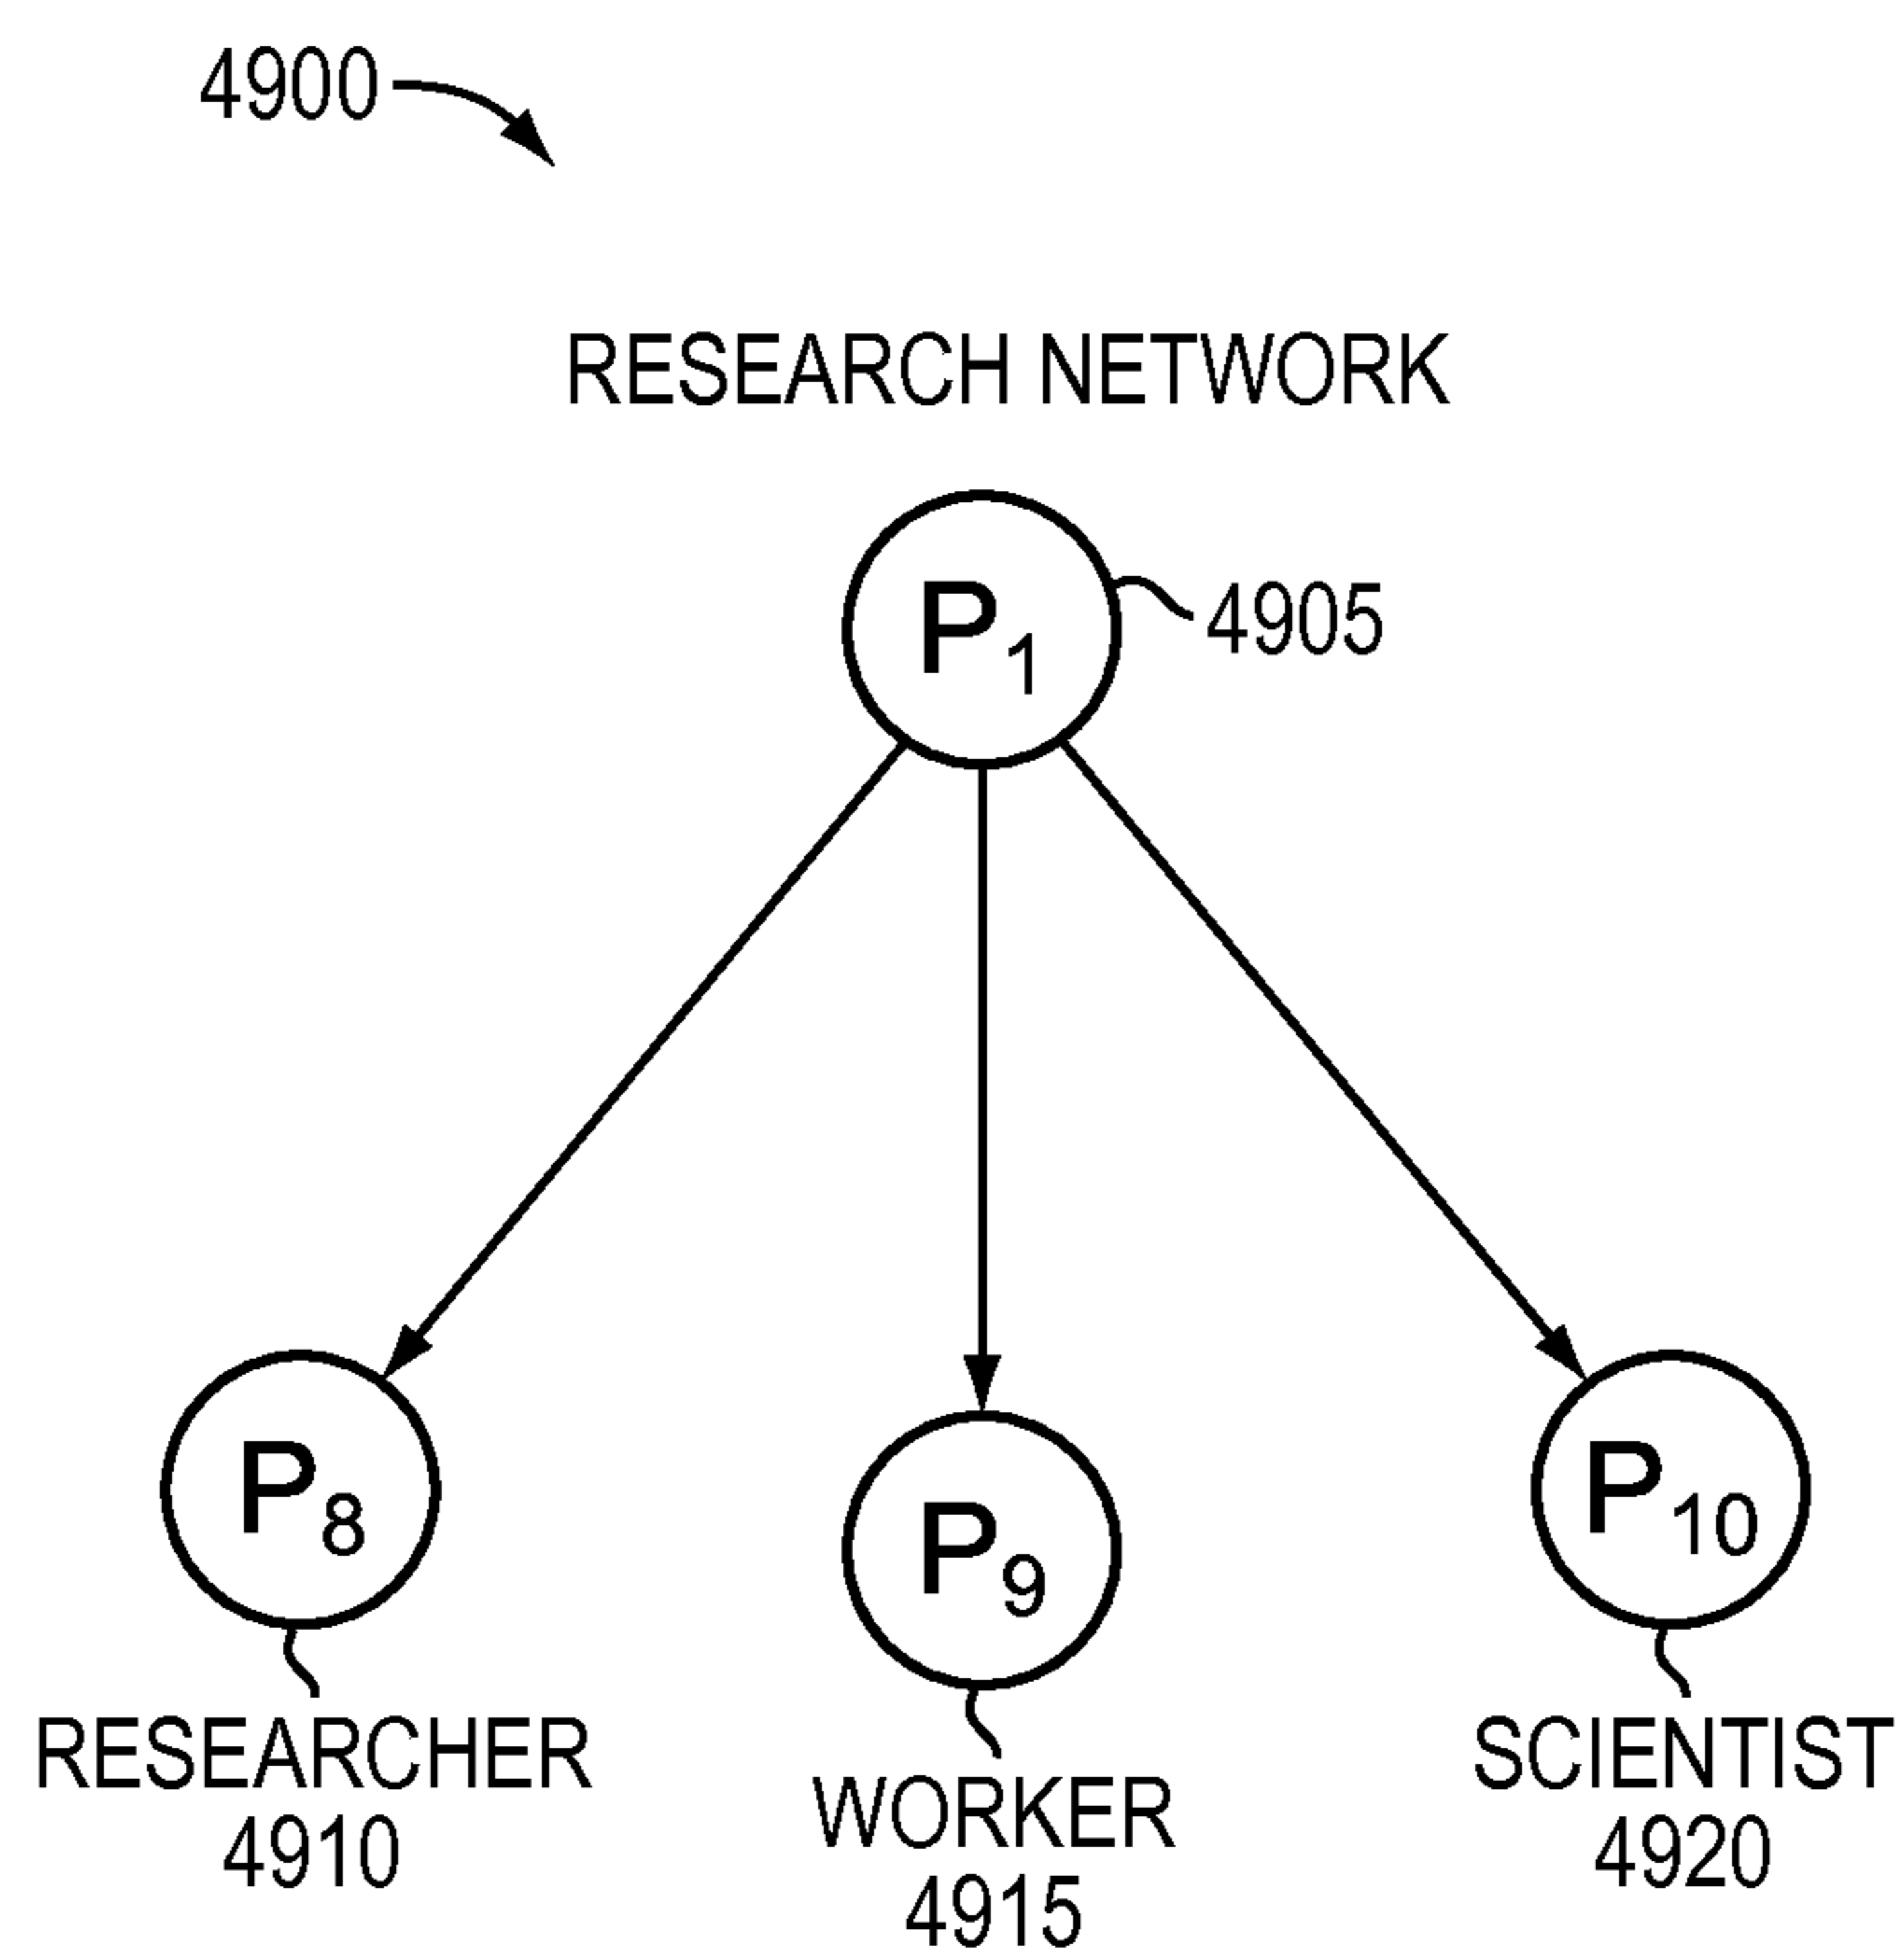 4900
RESEARCH NETWORK
P1
4905
P8
P9
P10
RESEARCHER
4910
WORKER
4915
SCIENTIST
4920